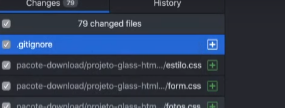 Changes 79 History
79 changed files
.gitignore
pacote-download/projeto-glass-htm.../estilo.css
pacote-download/projeto-glass-html.../form.css
pacote-download/projeto-glass-htm.../fotos.css